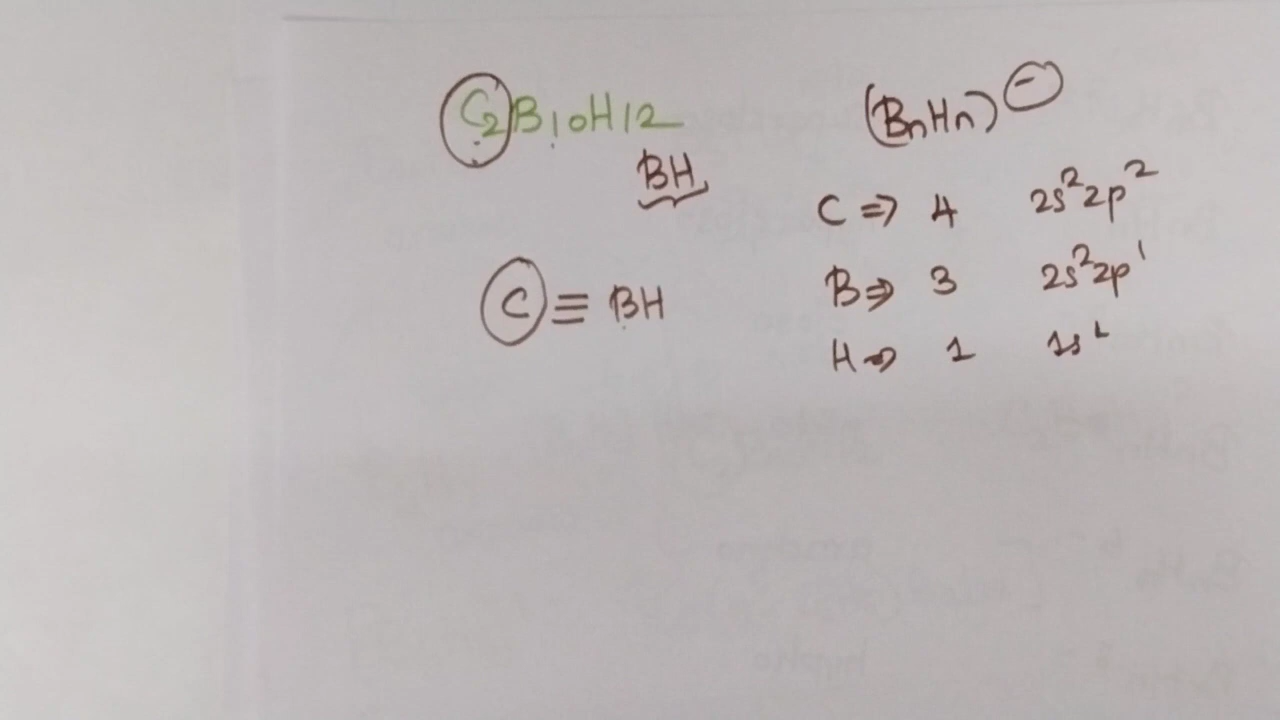 C₂B₁₀H₁₂
BH
C ≡ BH
(BnHn)⁻
C ⇒ 4 2s²2p²
B ⇒ 3 2s²2p¹
H ⇒ 1 1s¹